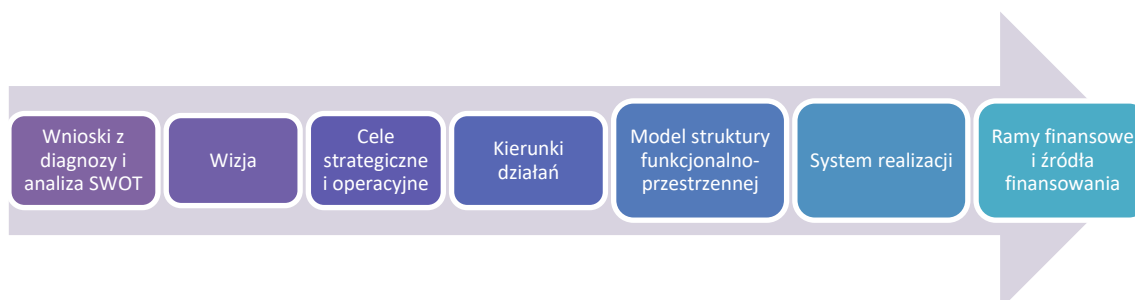 Wnioski z
diagnozy i
analiza SWOT
Wizja
Cele
strategiczne
i operacyjne
Kierunki
działań
Model struktury
funkcjonalno-
przestrzennej
System realizacji
Ramy finansowe
i źródła
finansowania